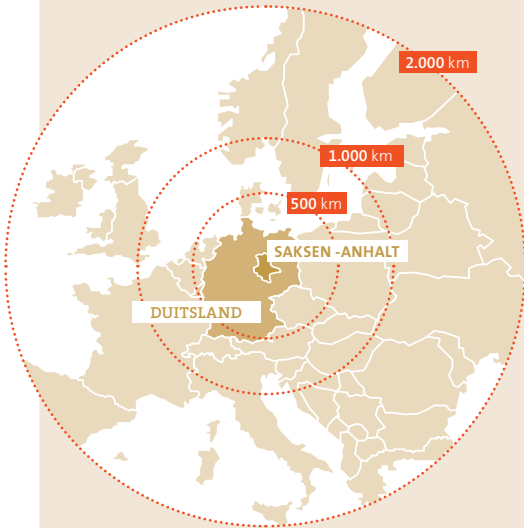 2.000 km
1.000 km
500 km
SAKSEN -ANHALT
DUITSLAND